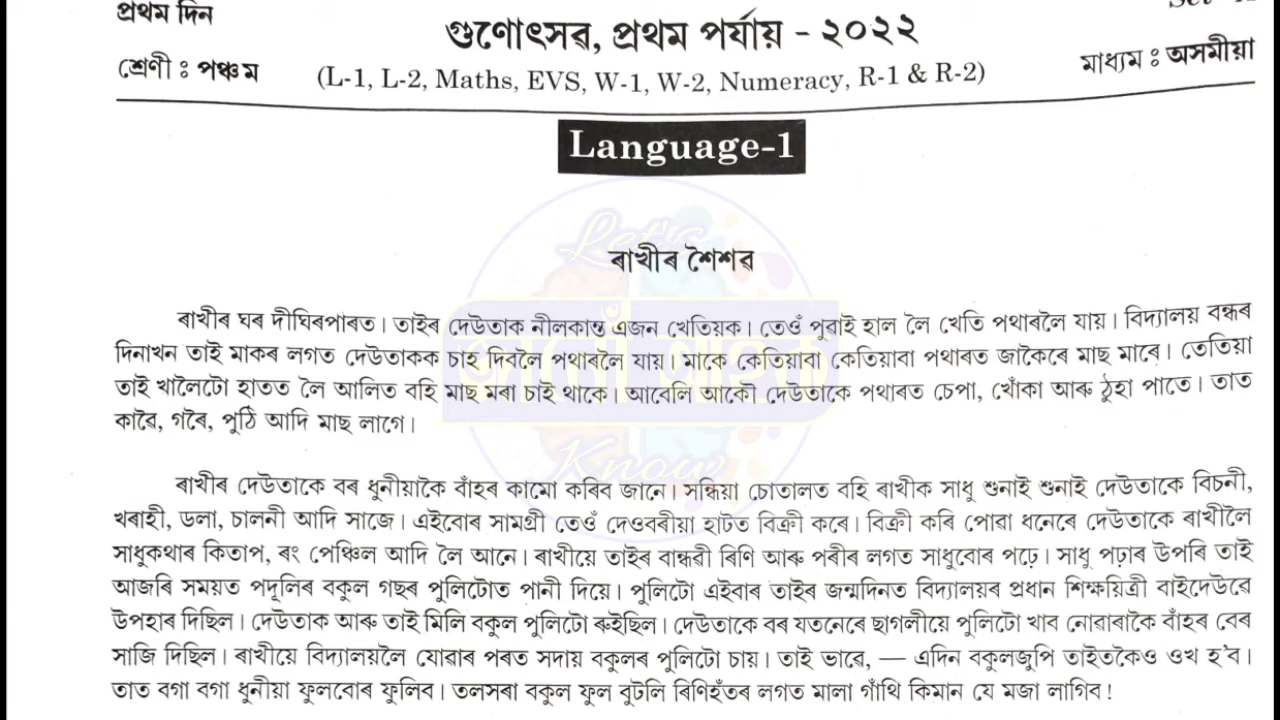 প্ৰথম দিন
গুণোৎসৱ, প্ৰথম পৰ্যায় - ২০২২
শ্ৰেণী : পঞ্চম
(L-1, L-2, Maths, EVS, W-1, W-2, Numeracy, R-1 & R-2)
মাধ্যম : অসমীয়া
Language-1
Let's
ৰাখীৰ শৈশৱ
ৰাখীৰ ঘৰ দীঘিৰপাৰত। তাইৰ দেউতাক নীলকান্ত এজন খেতিয়ক। তেওঁ পুৱাই হাল লৈ খেতি পথাৰলৈ যায়। বিদ্যালয় বন্ধৰ
দিনাখন তাই মাকৰ লগত দেউতাকক চাহ দিবলৈ পথাৰলৈ যায়। মাকে কেতিয়াবা কেতিয়াবা পথাৰত জাকৈৰে মাছ মাৰে। তেতিয়া
তাই খালৈটো হাতত লৈ আলিত বহি মাছ মৰা চাই থাকে। আবেলি আকৌ দেউতাকে পথাৰত চেপা, খোঁকা আৰু ঠুহা পাতে। তাত
কাৱৈ, গৰৈ, পুঠি আদি মাছ লাগে।
Know
ৰাখীৰ দেউতাকে বৰ ধুনীয়াকৈ বাঁহৰ কামো কৰিব জানে। সন্ধিয়া চোতালত বহি ৰাখীক সাধু শুনাই শুনাই দেউতাকে বিচনী,
খৰাহী, ডলা, চালনী আদি সাজে। এইবোৰ সামগ্ৰী তেওঁ দেওবৰীয়া হাটত বিক্ৰী কৰে। বিক্ৰী কৰি পোৱা ধনেৰে দেউতাকে ৰাখীলৈ
সাধুকথাৰ কিতাপ, ৰং পেঞ্চিল আদি লৈ আনে। ৰাখীয়ে তাইৰ বান্ধৱী ৰিণি আৰু পৰীৰ লগত সাধুবোৰ পঢ়ে। সাধু পঢ়াৰ উপৰি তাই
আজৰি সময়ত পদূলিৰ বকুল গছৰ পুলিটোত পানী দিয়ে। পুলিটো এইবাৰ তাইৰ জন্মদিনত বিদ্যালয়ৰ প্ৰধান শিক্ষয়িত্ৰী বাইদেউৱে
উপহাৰ দিছিল। দেউতাক আৰু তাই মিলি বকুল পুলিটো ৰুইছিল। দেউতাকে বৰ যতনেৰে ছাগলীয়ে পুলিটো খাব নোৱাৰাকৈ বাঁহৰ বেৰ
সাজি দিছিল। ৰাখীয়ে বিদ্যালয়লৈ যোৱাৰ পৰত সদায় বকুলৰ পুলিটো চায়। তাই ভাবে, — এদিন বকুলজুপি তাইতকৈও ওখ হ'ব।
তাত বগা বগা ধুনীয়া ফুলবোৰ ফুলিব। তলসৰা বকুল ফুল বুটলি ৰিণিহঁতৰ লগত মালা গাঁথি কিমান যে মজা লাগিব!